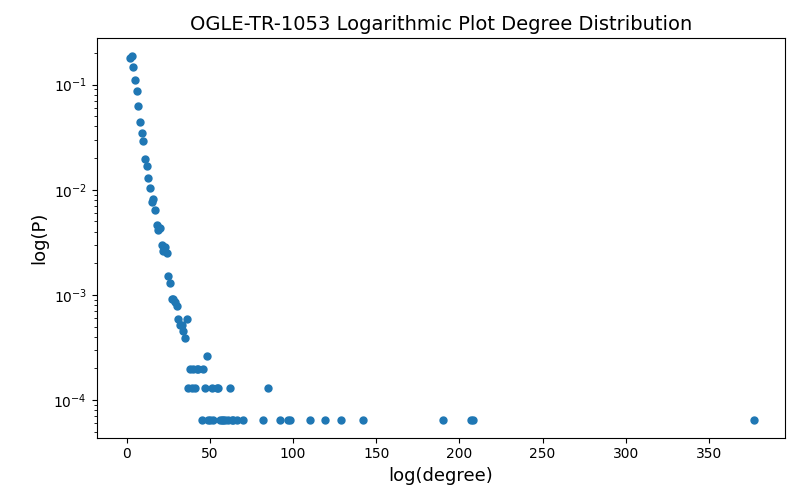 OGLE-TR-1053 Logarithmic Plot Degree Distribution
log(P)
10⁻¹
10⁻²
10⁻³
10⁻⁴
0 50 100 150 200 250 300 350
log(degree)